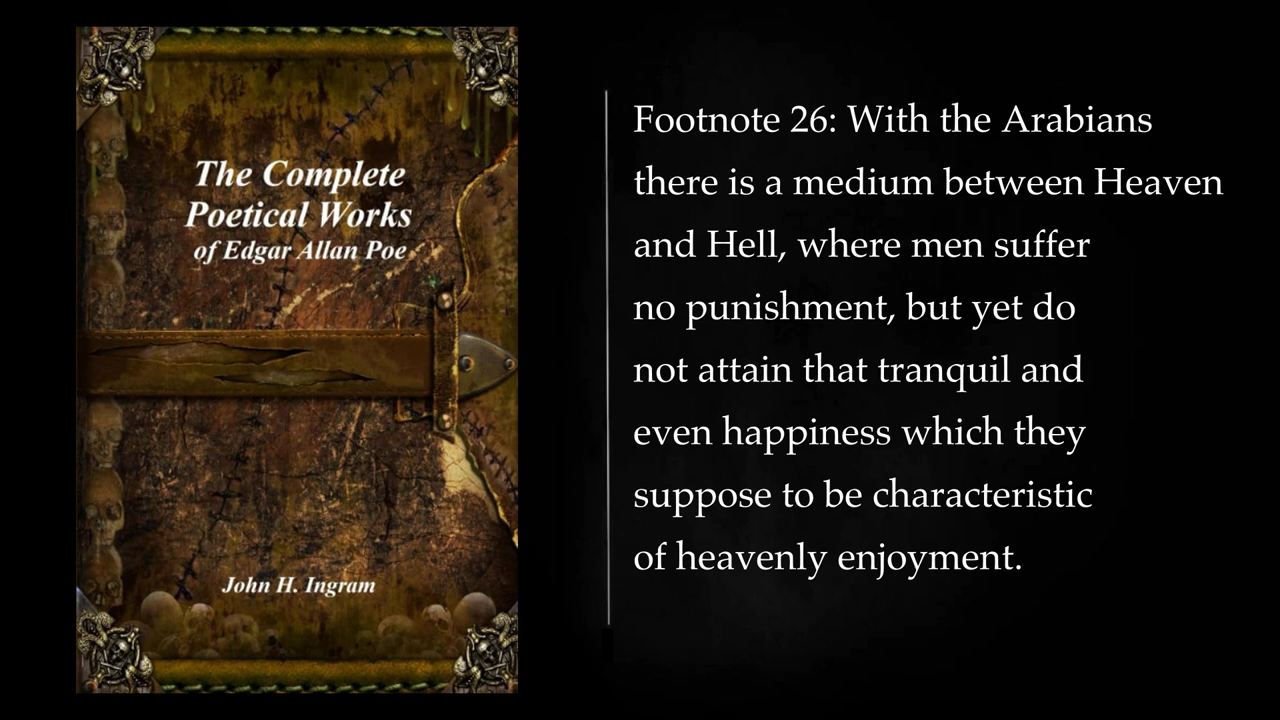 The Complete
Poetical Works
of Edgar Allan Poe
John H. Ingram
Footnote 26: With the Arabians
there is a medium between Heaven
and Hell, where men suffer
no punishment, but yet do
not attain that tranquil and
even happiness which they
suppose to be characteristic
of heavenly enjoyment.